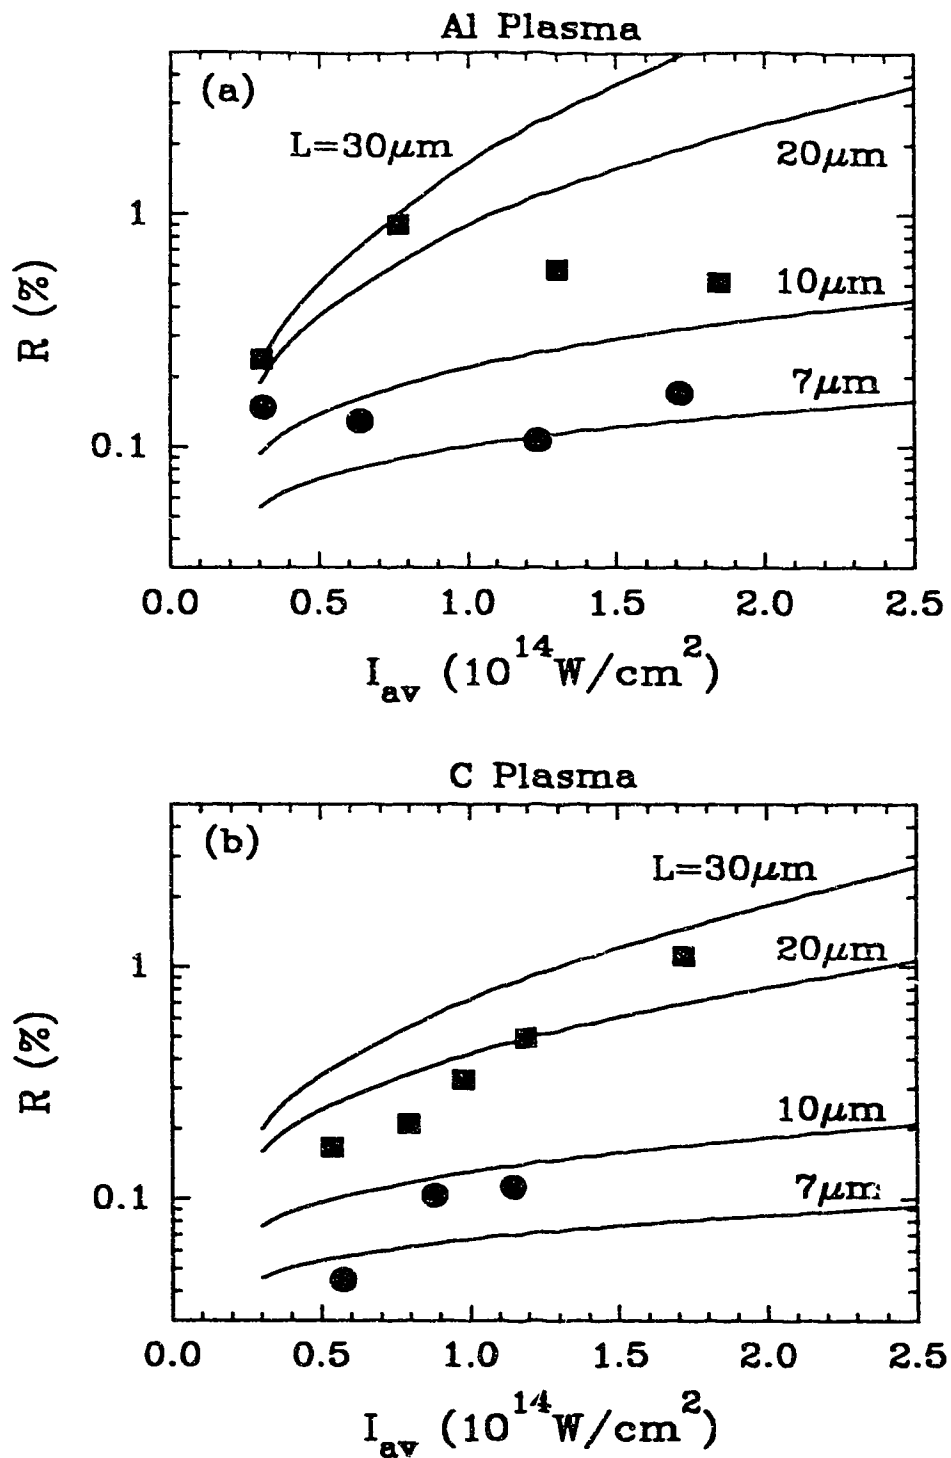 Al Plasma
(a)
L=30μm
20μm
10μm
7μm
1
0.1
R (%)
0.0 0.5 1.0 1.5 2.0 2.5
I_av (10^14 W/cm^2)
C Plasma
(b)
L=30μm
20μm
10μm
7μm
1
0.1
R (%)
0.0 0.5 1.0 1.5 2.0 2.5
I_av (10^14 W/cm^2)